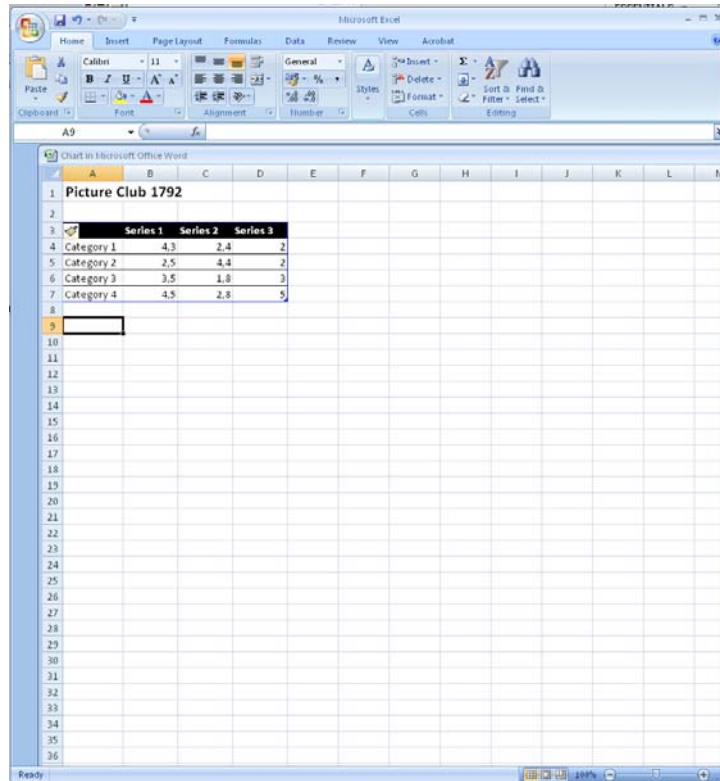 Microsoft Excel
Home Insert Page Layout Formulas Data Review View Acrobat
Calibri 11 General Insert
B I U A A % Delete
Paste Styles Format Sort & Filter Find & Select
Clipboard Font Alignment Number Cells Editing
A9 fx
Chart in Microsoft Office Word
A B C D E F G H I J K L
1 Picture Club 1792
2
3 Series 1 Series 2 Series 3
4 Category 1 4,3 2,4 2
5 Category 2 2,5 4,4 2
6 Category 3 3,5 1,8 3
7 Category 4 4,5 2,8 5
8
9
10
11
12
13
14
15
16
17
18
19
20
21
22
23
24
25
26
27
28
29
30
31
32
33
34
35
36
Ready 100%